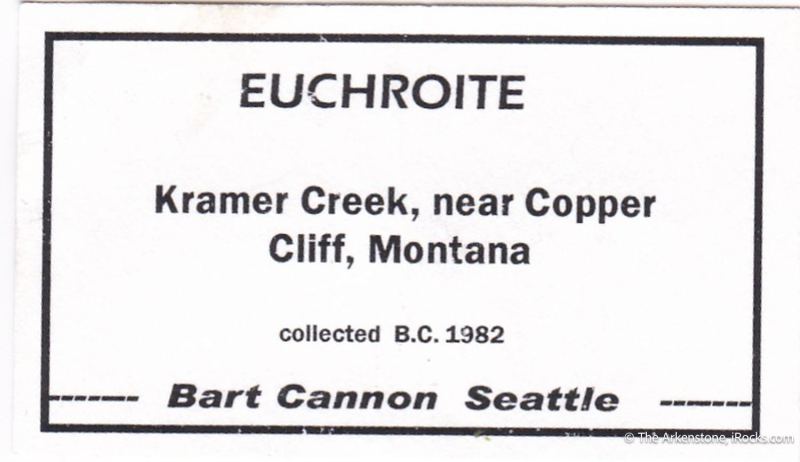 EUCHROITE
Kramer Creek, near Copper
Cliff, Montana
collected B.C. 1982
Bart Cannon Seattle
© The Arkenstone, iRocks.com